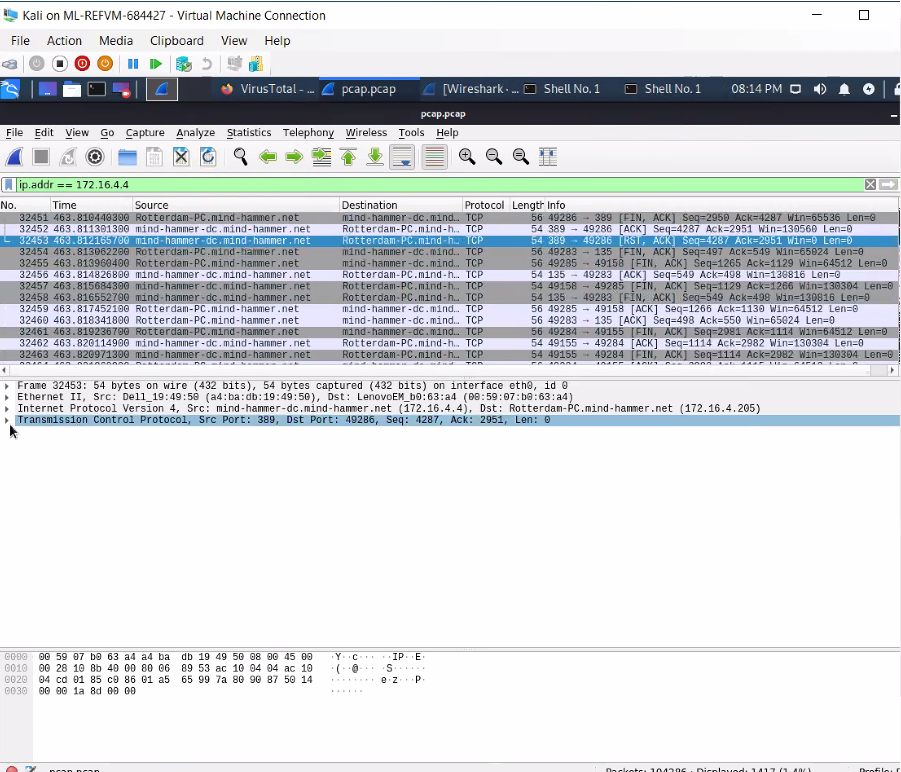 Kali on ML-REFVM-684427 - Virtual Machine Connection
File Action Media Clipboard View Help
VirusTotal - ... pcap.pcap [Wireshark · ... Shell No. 1 Shell No. 1 08:14 PM
pcap.pcap
File Edit View Go Capture Analyze Statistics Telephony Wireless Tools Help
ip.addr == 172.16.4.4
No. Time Source Destination Protocol Length Info
32451 463.810440300 Rotterdam-PC.mind-hammer.net mind-hammer-dc.mind… TCP 56 49286 → 389 [FIN, ACK] Seq=2950 Ack=4287 Win=65536 Len=0
32452 463.811301300 mind-hammer-dc.mind-hammer.net Rotterdam-PC.mind-h… TCP 54 389 → 49286 [ACK] Seq=4287 Ack=2951 Win=130560 Len=0
32453 463.812165700 mind-hammer-dc.mind-hammer.net Rotterdam-PC.mind-h… TCP 54 389 → 49286 [RST, ACK] Seq=4287 Ack=2951 Win=0 Len=0
32454 463.813062200 Rotterdam-PC.mind-hammer.net mind-hammer-dc.mind… TCP 56 49283 → 135 [FIN, ACK] Seq=497 Ack=549 Win=65024 Len=0
32455 463.813960400 Rotterdam-PC.mind-hammer.net mind-hammer-dc.mind… TCP 56 49285 → 49158 [FIN, ACK] Seq=1265 Ack=1129 Win=64512 Len=0
32456 463.814826800 mind-hammer-dc.mind-hammer.net Rotterdam-PC.mind-h… TCP 54 135 → 49283 [ACK] Seq=549 Ack=498 Win=130816 Len=0
32457 463.815684300 mind-hammer-dc.mind-hammer.net Rotterdam-PC.mind-h… TCP 54 49158 → 49285 [FIN, ACK] Seq=1129 Ack=1266 Win=130304 Len=0
32458 463.816552700 mind-hammer-dc.mind-hammer.net Rotterdam-PC.mind-h… TCP 54 135 → 49283 [FIN, ACK] Seq=549 Ack=498 Win=130816 Len=0
32459 463.817452100 Rotterdam-PC.mind-hammer.net mind-hammer-dc.mind… TCP 56 49285 → 49158 [ACK] Seq=1266 Ack=1130 Win=64512 Len=0
32460 463.818341800 Rotterdam-PC.mind-hammer.net mind-hammer-dc.mind… TCP 56 49283 → 135 [ACK] Seq=498 Ack=550 Win=65024 Len=0
32461 463.819236700 Rotterdam-PC.mind-hammer.net mind-hammer-dc.mind… TCP 56 49284 → 49155 [FIN, ACK] Seq=2981 Ack=1114 Win=64512 Len=0
32462 463.820114900 mind-hammer-dc.mind-hammer.net Rotterdam-PC.mind-h… TCP 54 49155 → 49284 [ACK] Seq=1114 Ack=2982 Win=130304 Len=0
32463 463.820971300 mind-hammer-dc.mind-hammer.net Rotterdam-PC.mind-h… TCP 54 49155 → 49284 [FIN, ACK] Seq=1114 Ack=2982 Win=130304 Len=0
Frame 32453: 54 bytes on wire (432 bits), 54 bytes captured (432 bits) on interface eth0, id 0
Ethernet II, Src: Dell_19:49:50 (a4:ba:db:19:49:50), Dst: LenovoEM_b0:63:a4 (00:59:07:b0:63:a4)
Internet Protocol Version 4, Src: mind-hammer-dc.mind-hammer.net (172.16.4.4), Dst: Rotterdam-PC.mind-hammer.net (172.16.4.205)
Transmission Control Protocol, Src Port: 389, Dst Port: 49286, Seq: 4287, Ack: 2951, Len: 0
0000 00 59 07 b0 63 a4 a4 ba db 19 49 50 08 00 45 00 ·Y··c··· ··IP··E·
0010 00 28 10 8b 40 00 80 06 89 53 ac 10 04 04 ac 10 ·(··@··· ·S······
0020 04 cd 01 85 c0 86 01 a5 65 99 7a 80 90 87 50 14 ········ e·z···P·
0030 00 00 1a 8d 00 00 ······